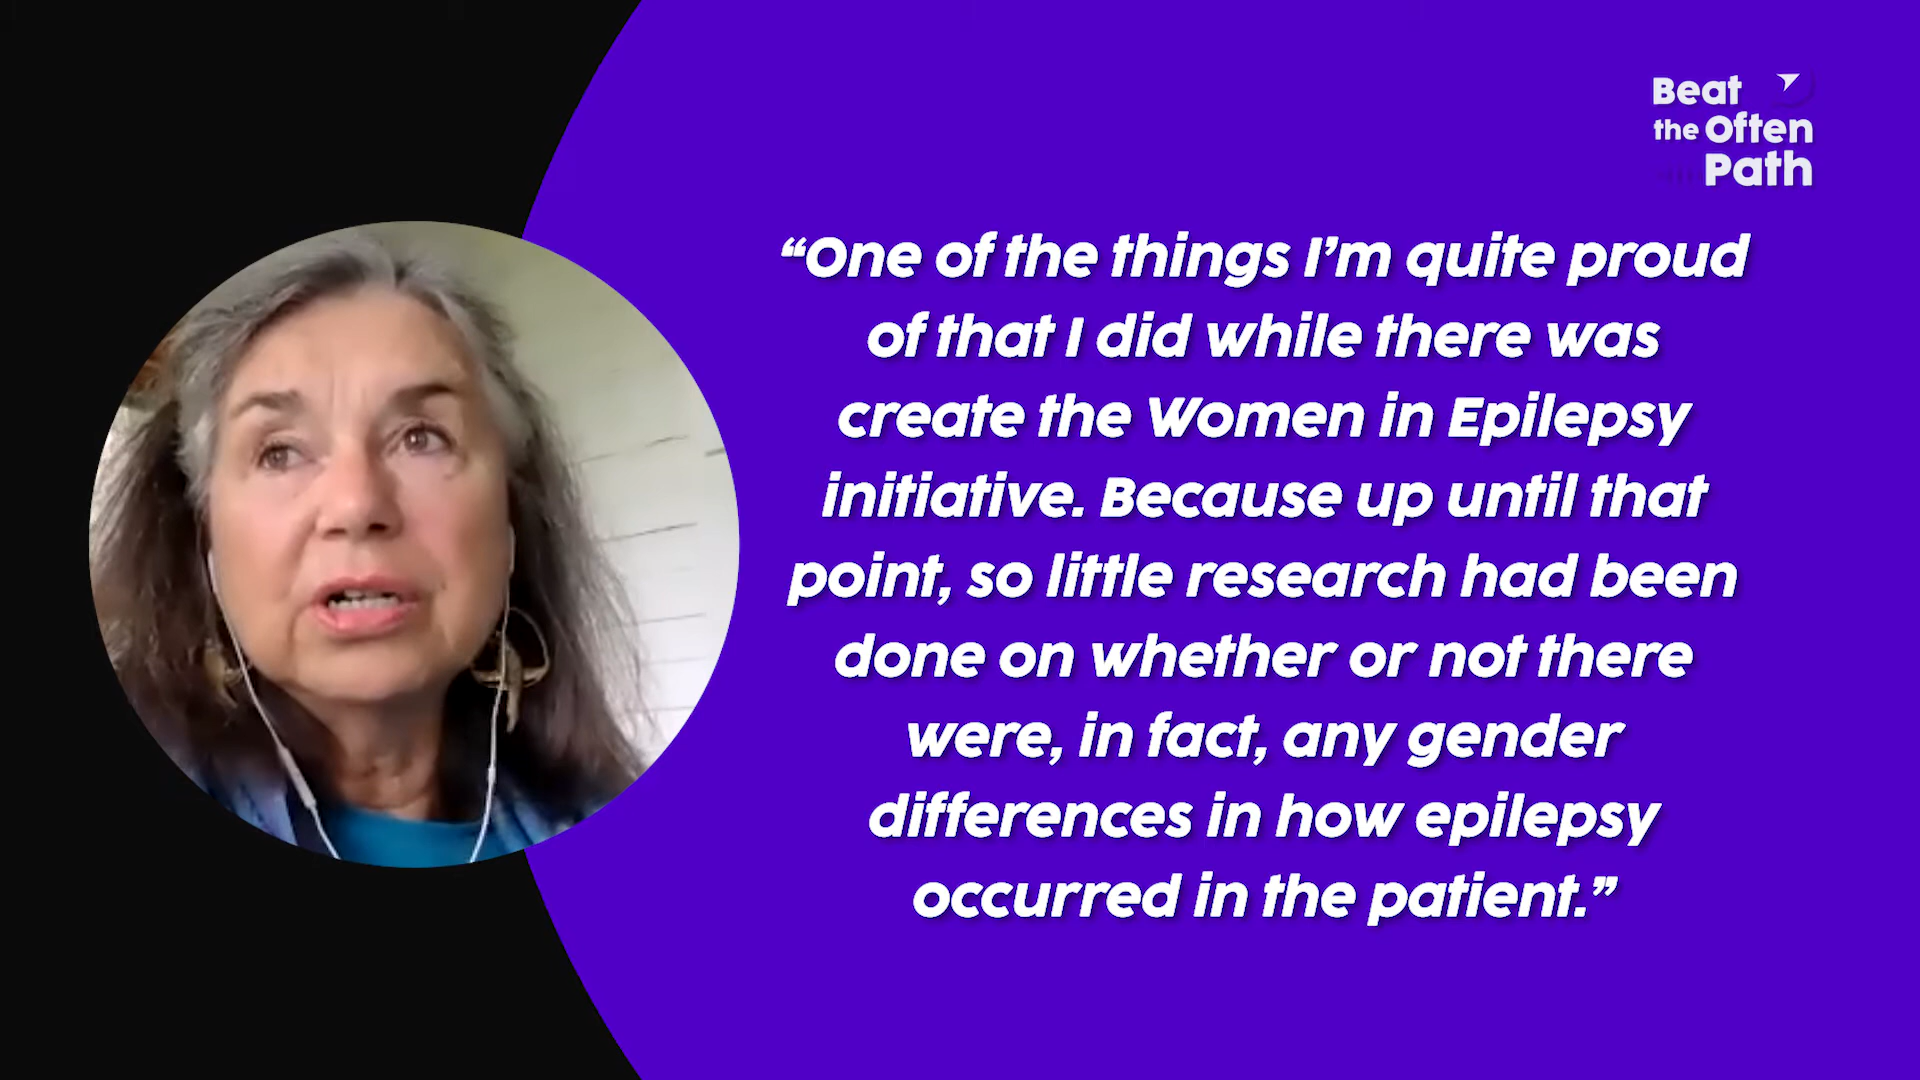 Beat
the Often
Path
“One of the things I’m quite proud
of that I did while there was
create the Women in Epilepsy
initiative. Because up until that
point, so little research had been
done on whether or not there
were, in fact, any gender
differences in how epilepsy
occurred in the patient.”